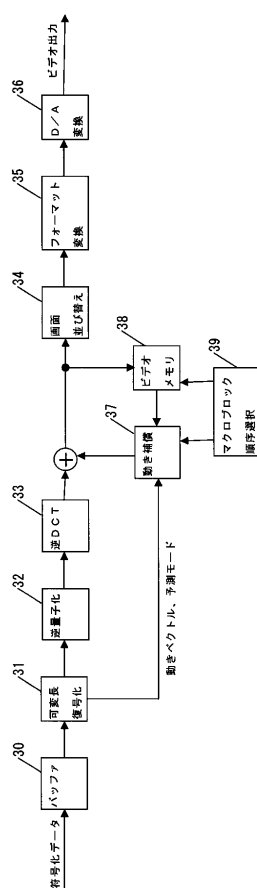 符号化データ
30
バッファ
31
可変長
復号化
32
逆量子化
33
逆DCT
34
画面
並び替え
35
フォーマット
変換
36
D/A
変換
ビデオ出力
動きベクトル、予測モード
37
動き補償
38
ビデオ
メモリ
39
マクロブロック
順序選択